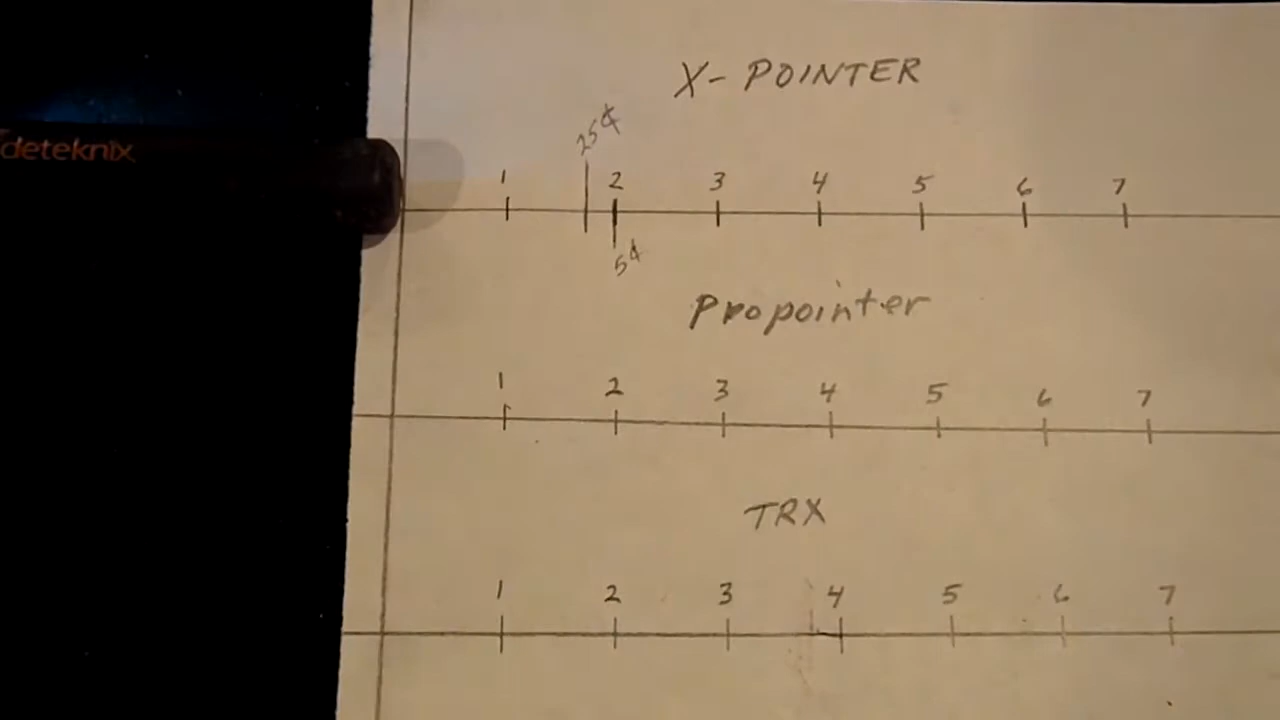 X-POINTER
deteknix
25¢
1 2 3 4 5 6 7
5¢
Propointer
1 2 3 4 5 6 7
TRX
1 2 3 4 5 6 7